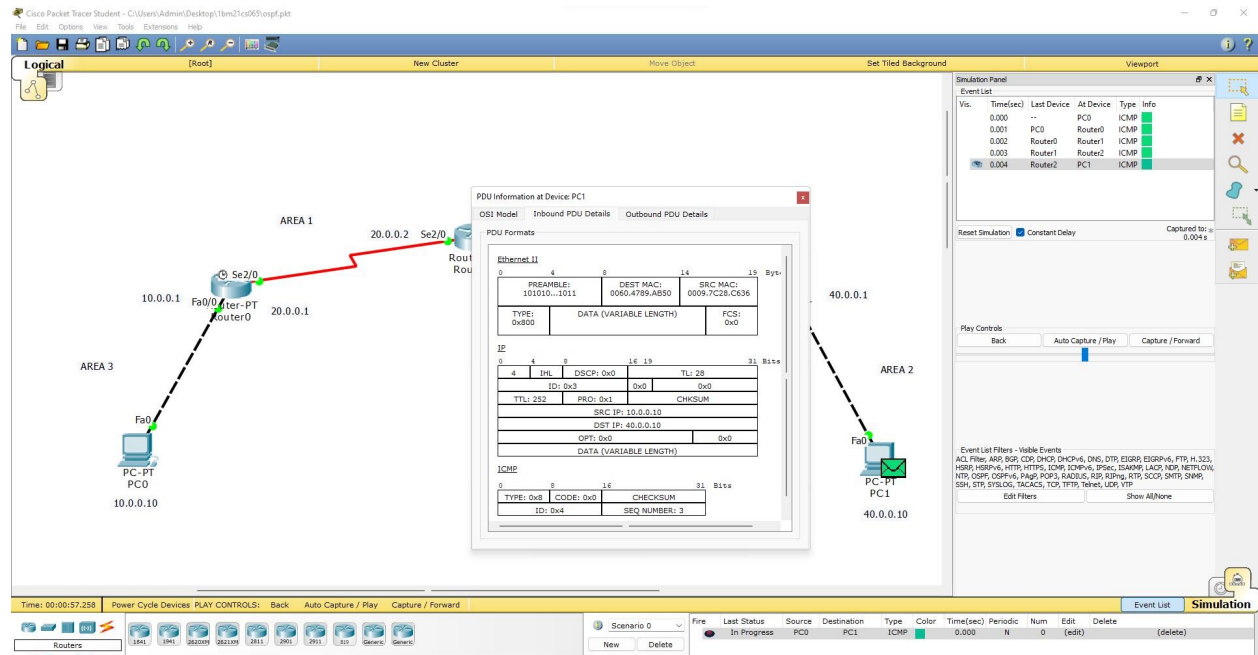 Cisco Packet Tracer Student - C:\Users\Admin\Desktop\1bm21cs065\ospf.pkt
File Edit Options View Tools Extensions Help
Logical [Root] New Cluster Move Object Set Tiled Background Viewport
Simulation Panel
Event List
Vis. Time(sec) Last Device At Device Type Info
0.000 -- PC0 ICMP
0.001 PC0 Router0 ICMP
0.002 Router0 Router1 ICMP
0.003 Router1 Router2 ICMP
0.004 Router2 PC1 ICMP
Reset Simulation Constant Delay Captured to:
0.004 s
Play Controls
Back Auto Capture / Play Capture / Forward
Event List Filters - Visible Events
ACL Filter, ARP, BGP, CDP, DHCP, DHCPv6, DNS, DTP, EIGRP, EIGRPv6, FTP, H.323,
HSRP, HSRPv6, HTTP, HTTPS, ICMP, ICMPv6, IPSec, ISAKMP, LACP, NDP, NETFLOW,
NTP, OSPF, OSPFv6, PAgP, POP3, RADIUS, RIP, RIPng, RTP, SCCP, SMTP, SNMP,
SSH, STP, SYSLOG, TACACS, TCP, TFTP, Telnet, UDP, VTP
Edit Filters Show All/None
AREA 1
20.0.0.2 Se2/0
Rout
Rou
Se2/0
10.0.0.1 Fa0/0
uter-PT
Router0
20.0.0.1
AREA 3
Fa0
PC-PT
PC0
10.0.0.10
40.0.0.1
AREA 2
Fa0
PC-PT
PC1
40.0.0.10
PDU Information at Device: PC1
OSI Model Inbound PDU Details Outbound PDU Details
PDU Formats
Ethernet II
0 4 8 14 19 Byt
PREAMBLE: DEST MAC: SRC MAC:
101010...1011 0060.4789.AB50 0009.7C28.C636
TYPE: DATA (VARIABLE LENGTH) FCS:
0x800 0x0
IP
0 4 8 16 19 31 Bits
4 IHL DSCP: 0x0 TL: 28
ID: 0x3 0x0 0x0
TTL: 252 PRO: 0x1 CHKSUM
SRC IP: 10.0.0.10
DST IP: 40.0.0.10
OPT: 0x0 0x0
DATA (VARIABLE LENGTH)
ICMP
0 8 16 31 Bits
TYPE: 0x8 CODE: 0x0 CHECKSUM
ID: 0x4 SEQ NUMBER: 3
Time: 00:00:57.258 Power Cycle Devices PLAY CONTROLS: Back Auto Capture / Play Capture / Forward Event List Simulation
Routers
1841 1941 2620XM 2621XM 2811 2901 2911 819 Generic Generic
Scenario 0
New Delete
Fire Last Status Source Destination Type Color Time(sec) Periodic Num Edit Delete
In Progress PC0 PC1 ICMP 0.000 N 0 (edit) (delete)